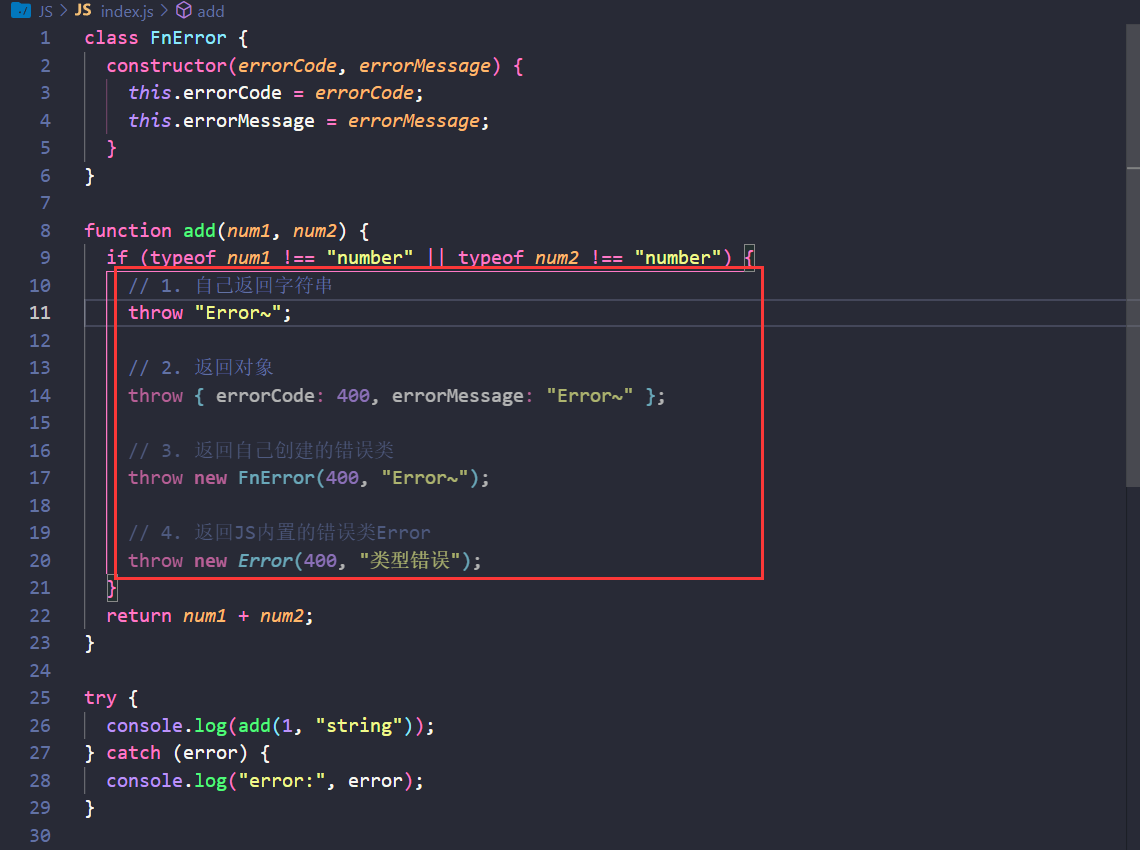 JS > JS index.js > add
1 class FnError {
2 constructor(errorCode, errorMessage) {
3 this.errorCode = errorCode;
4 this.errorMessage = errorMessage;
5 }
6 }
7
8 function add(num1, num2) {
9 if (typeof num1 !== "number" || typeof num2 !== "number") {
10 // 1. 自己返回字符串
11 throw "Error~";
12
13 // 2. 返回对象
14 throw { errorCode: 400, errorMessage: "Error~" };
15
16 // 3. 返回自己创建的错误类
17 throw new FnError(400, "Error~");
18
19 // 4. 返回JS内置的错误类Error
20 throw new Error(400, "类型错误");
21 }
22 return num1 + num2;
23 }
24
25 try {
26 console.log(add(1, "string"));
27 } catch (error) {
28 console.log("error:", error);
29 }
30